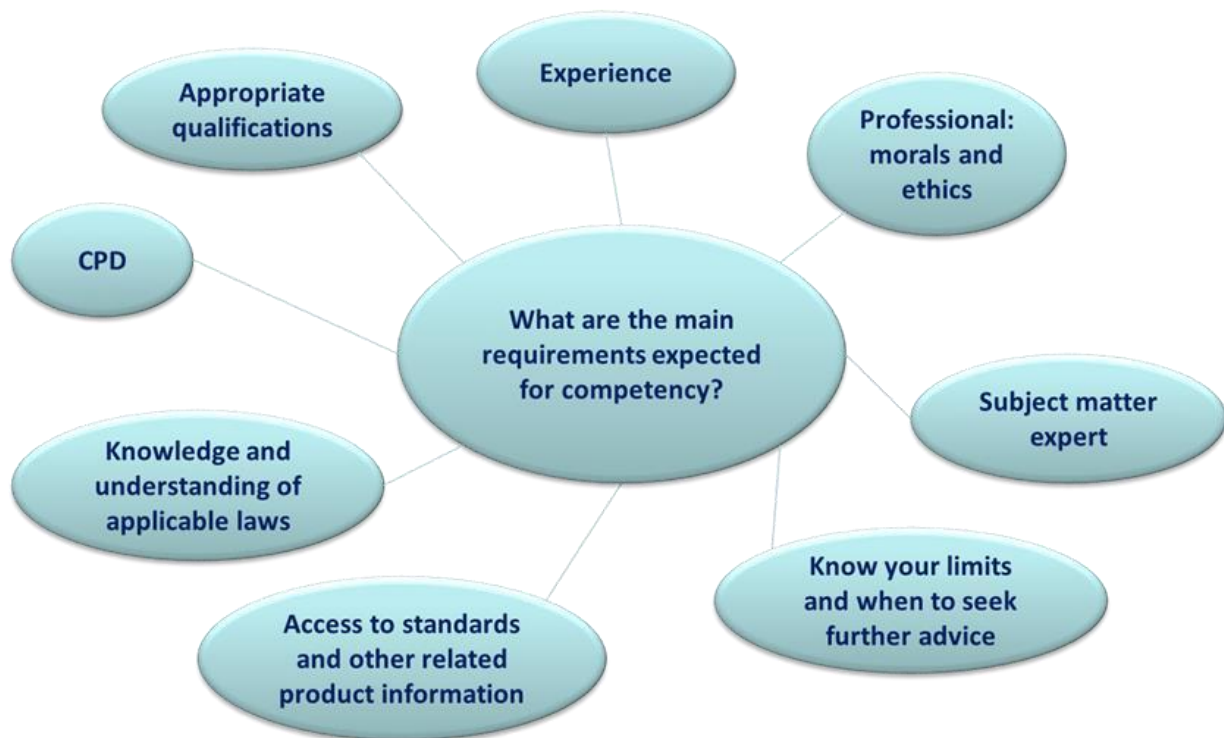 Experience
Appropriate
qualifications
Professional:
morals and
ethics
CPD
What are the main
requirements expected
for competency?
Subject matter
expert
Knowledge and
understanding of
applicable laws
Know your limits
and when to seek
further advice
Access to standards
and other related
product information